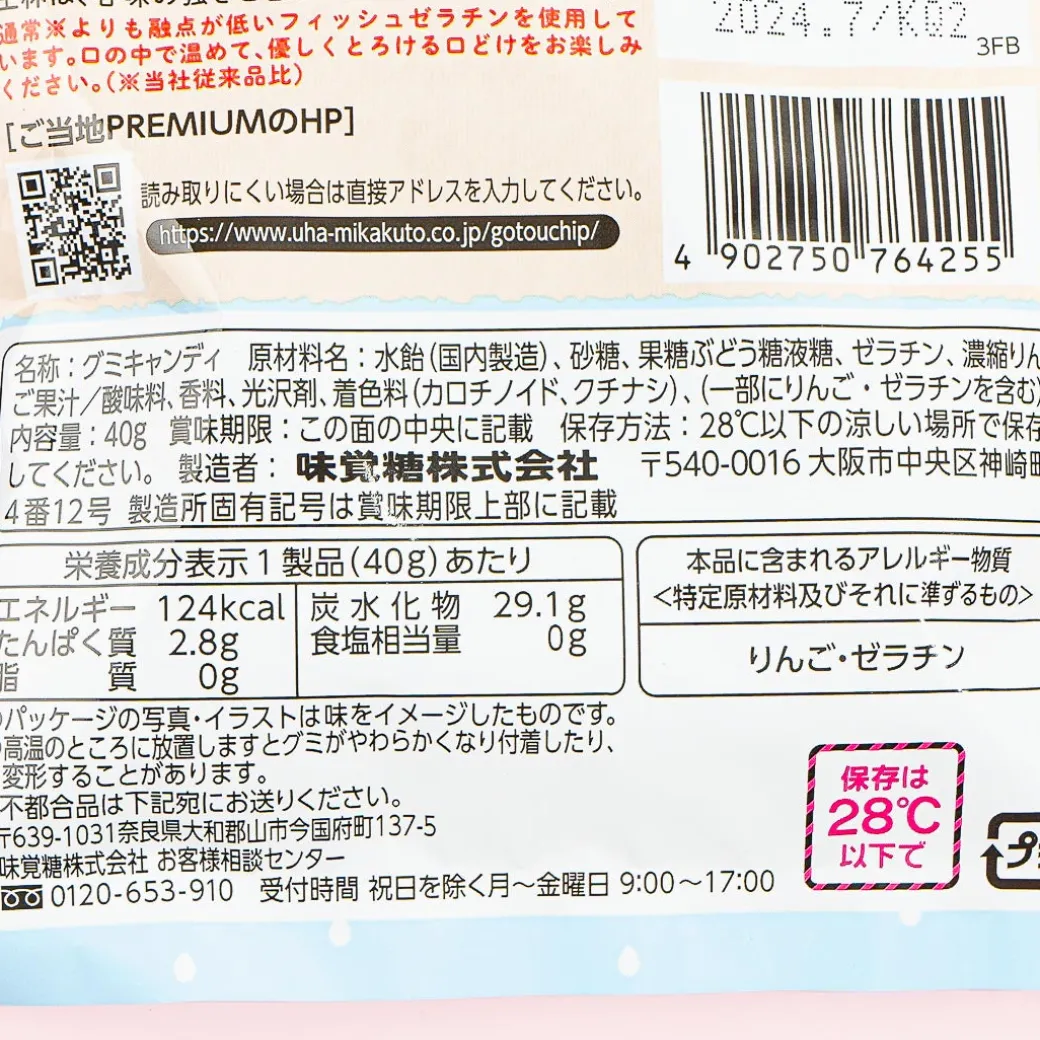 通常※よりも融点が低いフィッシュゼラチンを使用して
います。口の中で温めて、優しくとろける口どけをお楽しみ
ください。(※当社従来品比)
2024.7/KQ2
3FB
[ご当地PREMIUMのHP]
読み取りにくい場合は直接アドレスを入力してください。
https://www.uha-mikakuto.co.jp/gotouchip/
4 902750 764255
名称:グミキャンディ 原材料名:水飴(国内製造)、砂糖、果糖ぶどう糖液糖、ゼラチン、濃縮りん
ご果汁/酸味料、香料、光沢剤、着色料(カロチノイド、クチナシ)、(一部にりんご・ゼラチンを含む)
内容量:40g 賞味期限:この面の中央に記載 保存方法:28℃以下の涼しい場所で保存
してください。 製造者: 味覚糖株式会社 〒540-0016 大阪市中央区神崎町
4番12号 製造所固有記号は賞味期限上部に記載
栄養成分表示1製品(40g)あたり
エネルギー 124kcal
たんぱく質 2.8g
脂質 0g
炭水化物 29.1g
食塩相当量 0g
本品に含まれるアレルギー物質
<特定原材料及びそれに準ずるもの>
りんご・ゼラチン
パッケージの写真・イラストは味をイメージしたものです。
高温のところに放置しますとグミがやわらかくなり付着したり、
変形することがあります。
不都合品は下記宛にお送りください。
〒639-1031奈良県大和郡山市今国府町137-5
味覚糖株式会社 お客様相談センター
0120-653-910 受付時間 祝日を除く月〜金曜日 9:00〜17:00
保存は
28℃
以下で
プラ